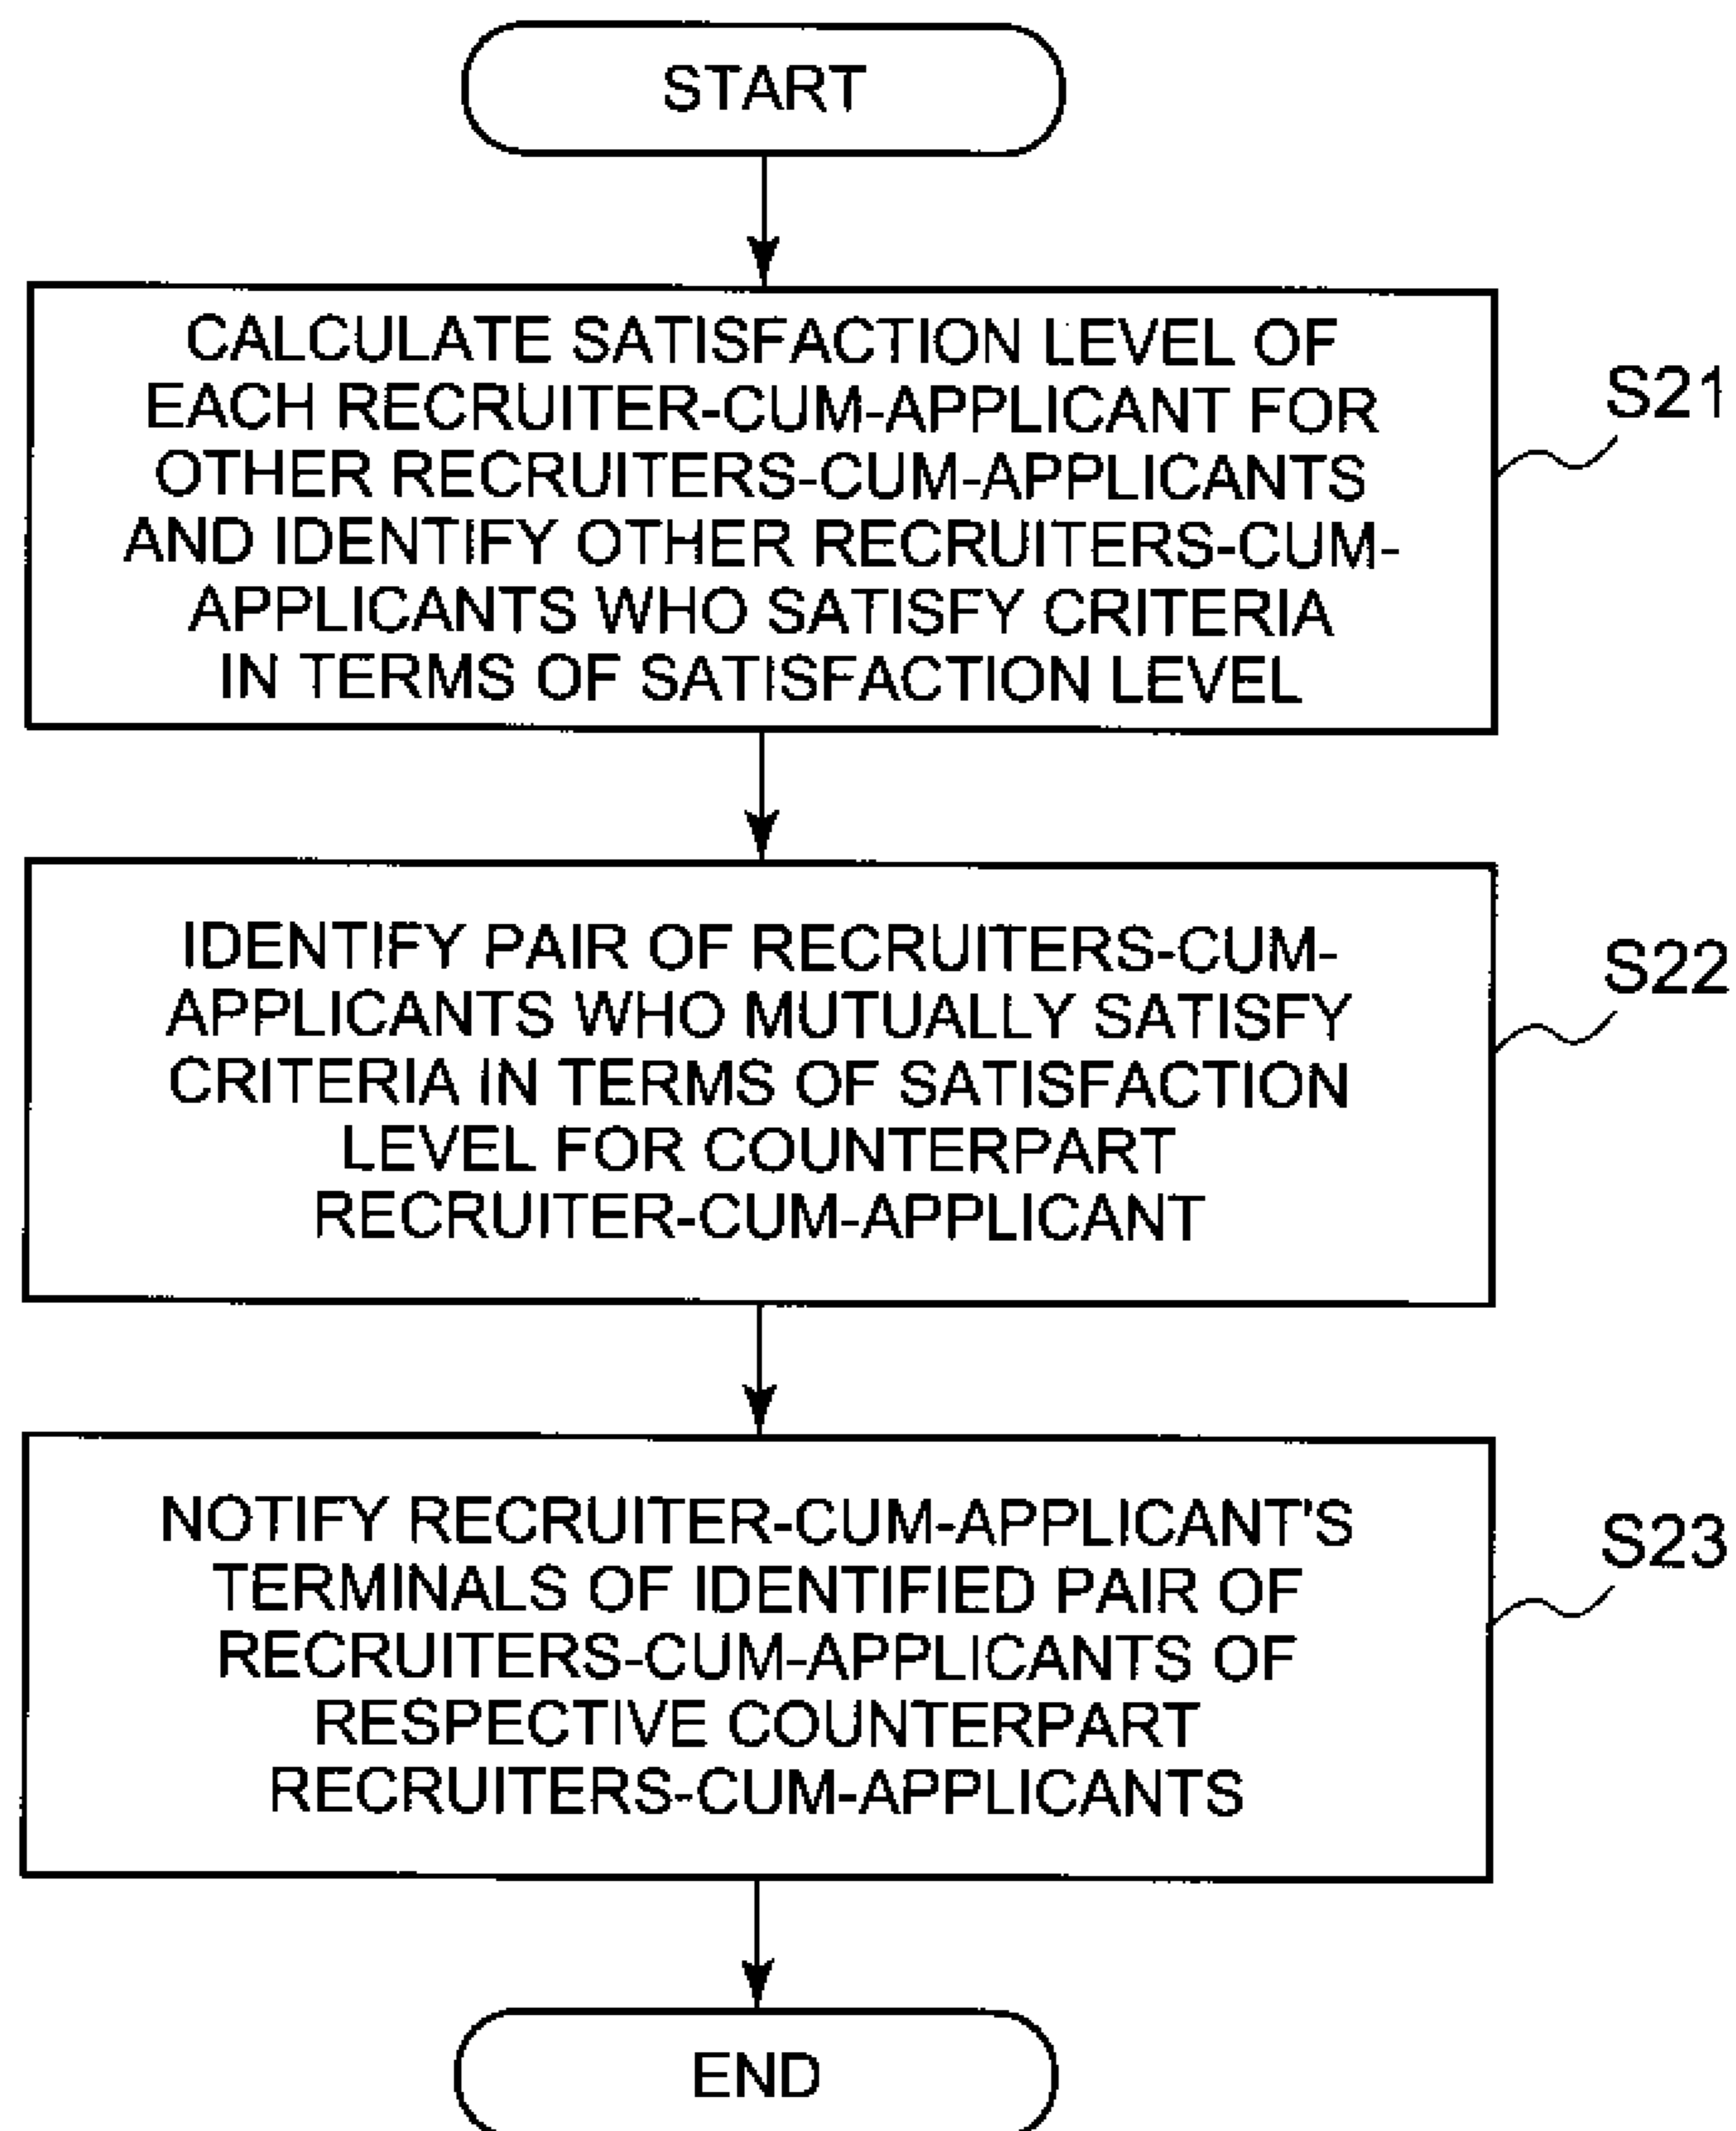 START
CALCULATE SATISFACTION LEVEL OF
EACH RECRUITER-CUM-APPLICANT FOR
OTHER RECRUITERS-CUM-APPLICANTS
AND IDENTIFY OTHER RECRUITERS-CUM-
APPLICANTS WHO SATISFY CRITERIA
IN TERMS OF SATISFACTION LEVEL
S21
IDENTIFY PAIR OF RECRUITERS-CUM-
APPLICANTS WHO MUTUALLY SATISFY
CRITERIA IN TERMS OF SATISFACTION
LEVEL FOR COUNTERPART
RECRUITER-CUM-APPLICANT
S22
NOTIFY RECRUITER-CUM-APPLICANT'S
TERMINALS OF IDENTIFIED PAIR OF
RECRUITERS-CUM-APPLICANTS OF
RESPECTIVE COUNTERPART
RECRUITERS-CUM-APPLICANTS
S23
END